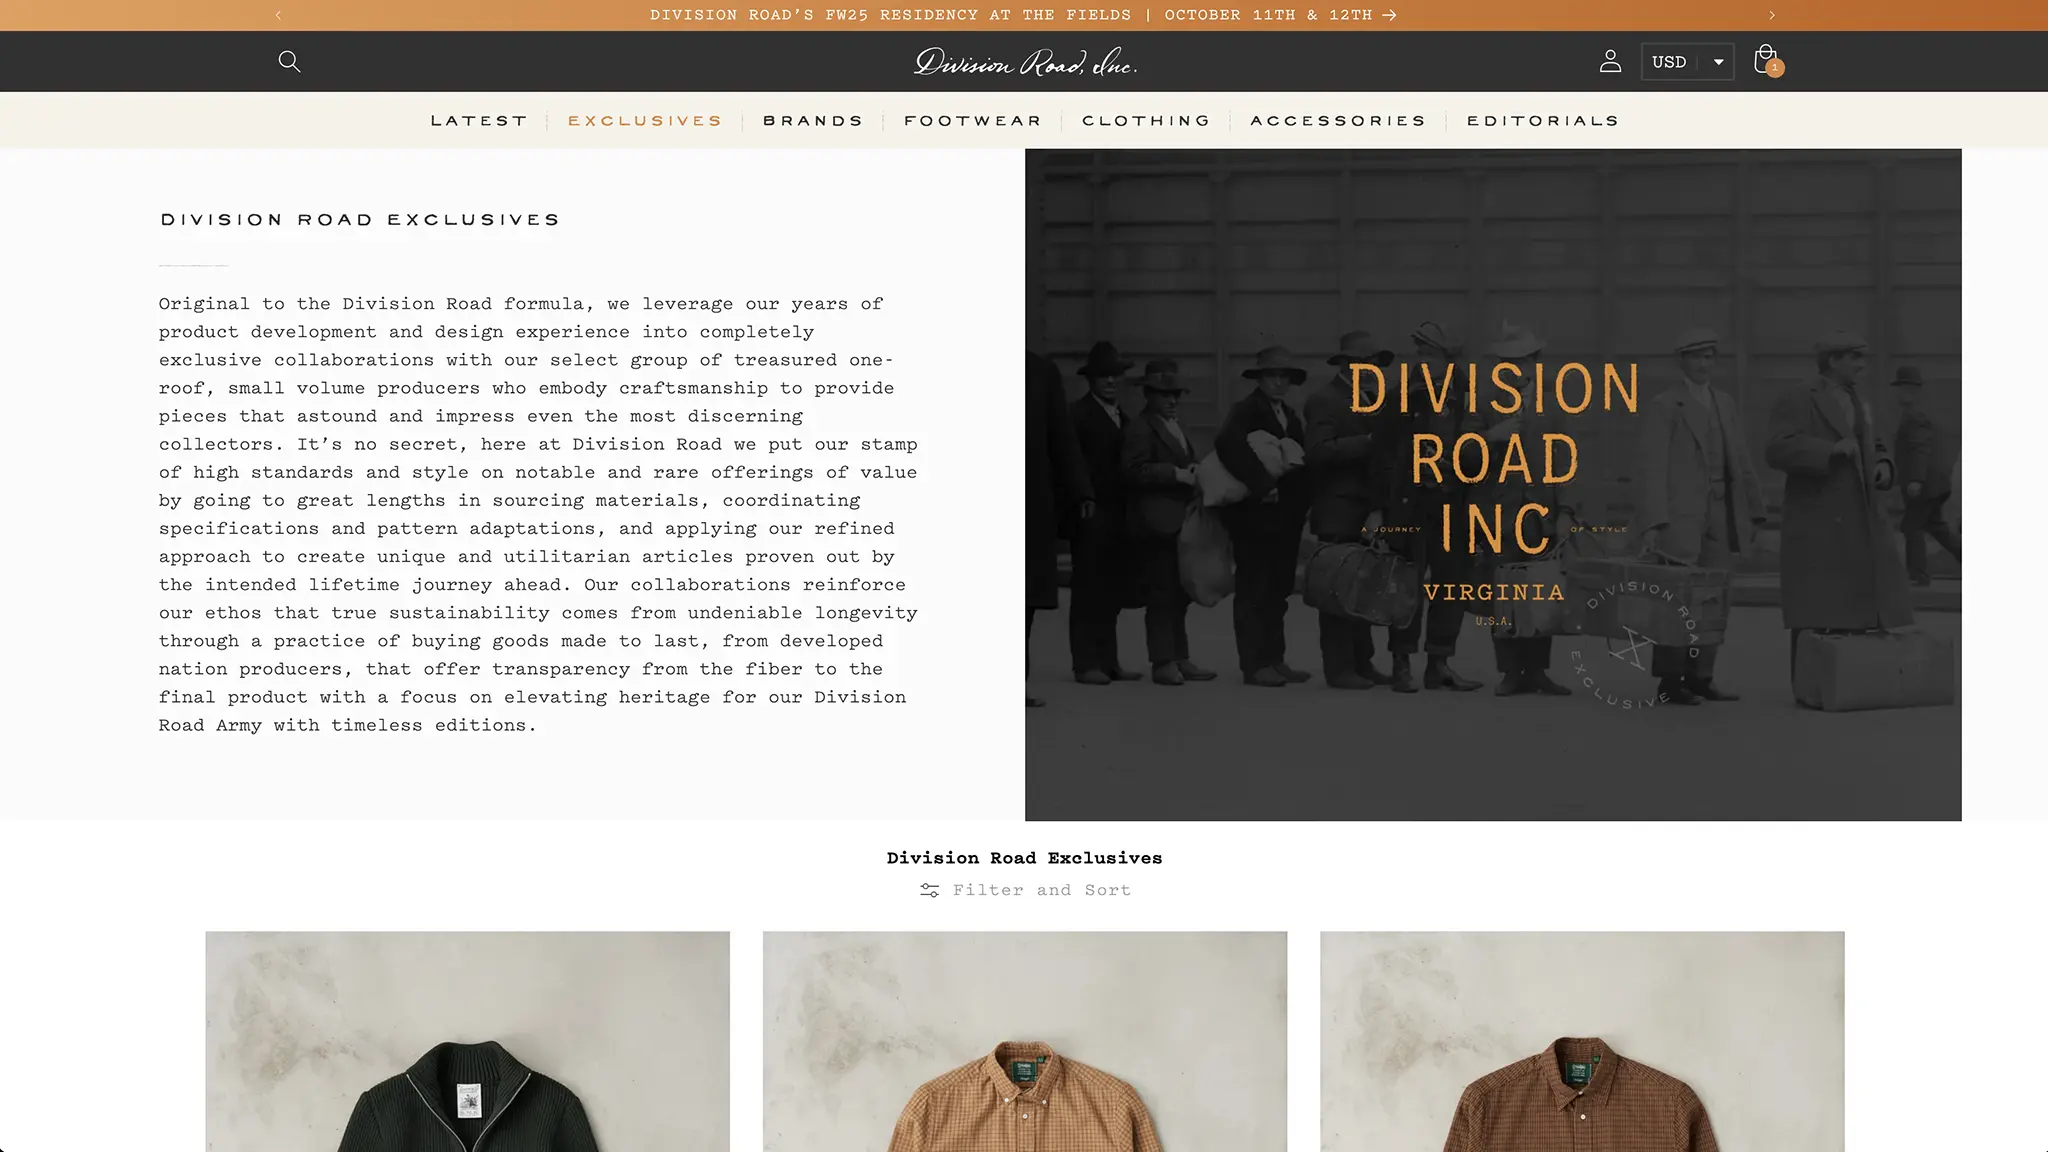 DIVISION ROAD'S FW25 RESIDENCY AT THE FIELDS | OCTOBER 11TH & 12TH →
Division Road, Inc.
USD
1
LATEST
EXCLUSIVES
BRANDS
FOOTWEAR
CLOTHING
ACCESSORIES
EDITORIALS
DIVISION ROAD EXCLUSIVES
Original to the Division Road formula, we leverage our years of
product development and design experience into completely
exclusive collaborations with our select group of treasured one-
roof, small volume producers who embody craftsmanship to provide
pieces that astound and impress even the most discerning
collectors. It’s no secret, here at Division Road we put our stamp
of high standards and style on notable and rare offerings of value
by going to great lengths in sourcing materials, coordinating
specifications and pattern adaptations, and applying our refined
approach to create unique and utilitarian articles proven out by
the intended lifetime journey ahead. Our collaborations reinforce
our ethos that true sustainability comes from undeniable longevity
through a practice of buying goods made to last, from developed
nation producers, that offer transparency from the fiber to the
final product with a focus on elevating heritage for our Division
Road Army with timeless editions.
DIVISION
ROAD
A JOURNEY INC OF STYLE
VIRGINIA
U.S.A.
DIVISION ROAD
EXCLUSIVE
Division Road Exclusives
Filter and Sort